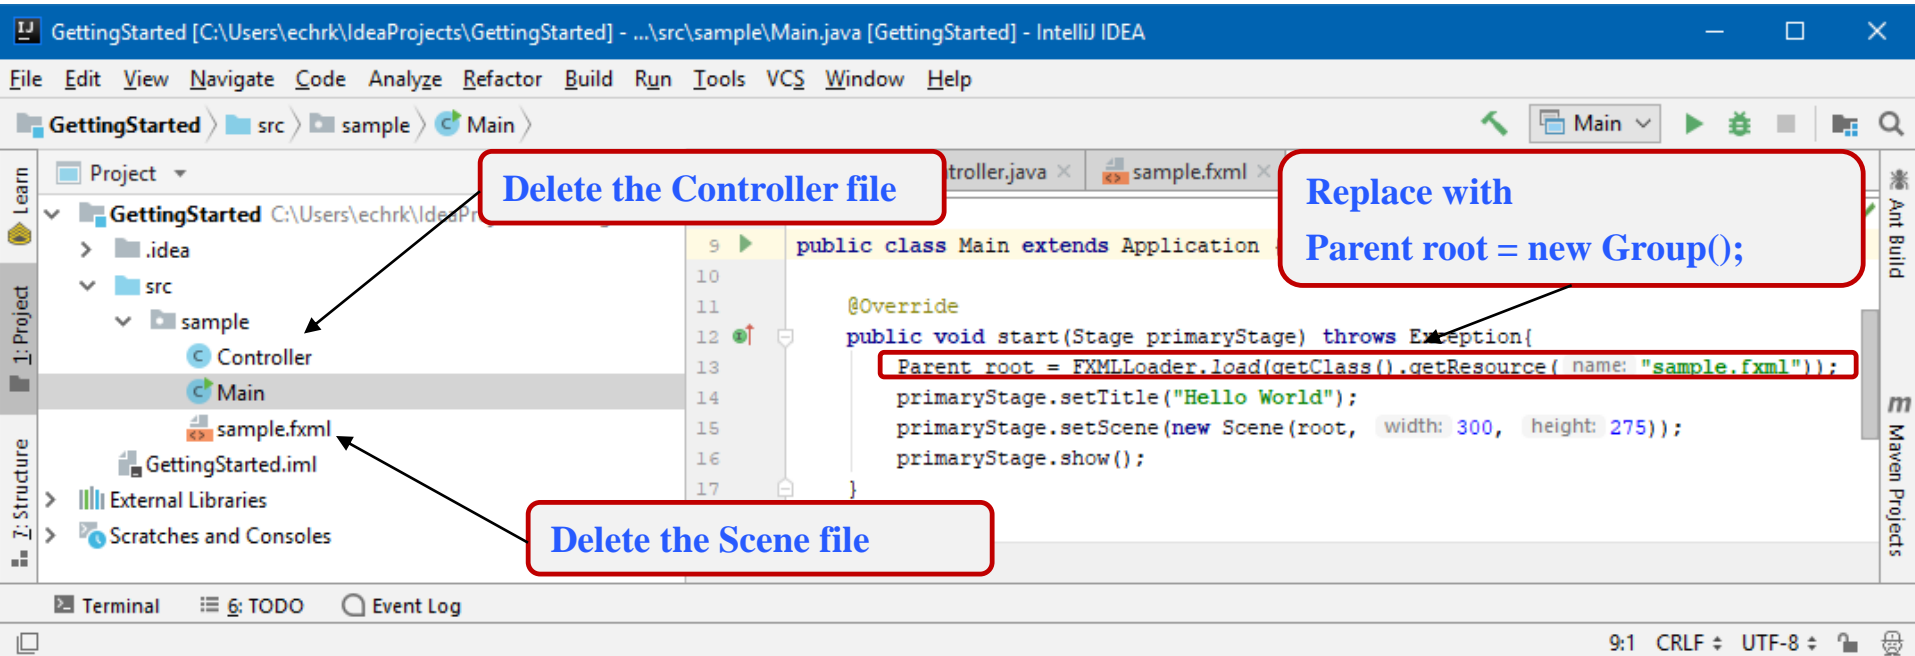 GettingStarted [C:\Users\echrk\IdeaProjects\GettingStarted] - ...\src\sample\Main.java [GettingStarted] - IntelliJ IDEA
File Edit View Navigate Code Analyze Refactor Build Run Tools VCS Window Help
GettingStarted src sample Main
Main
Learn
1: Project
7: Structure
Project
GettingStarted C:\Users\echrk\IdeaPr
.idea
src
sample
Controller
Main
sample.fxml
GettingStarted.iml
External Libraries
Scratches and Consoles
Delete the Controller file
Delete the Scene file
troller.java
sample.fxml
Replace with
Parent root = new Group();
9 public class Main extends Application {
10
11 @Override
12 public void start(Stage primaryStage) throws Exception{
13 Parent root = FXMLLoader.load(getClass().getResource( name: "sample.fxml"));
14 primaryStage.setTitle("Hello World");
15 primaryStage.setScene(new Scene(root, width: 300, height: 275));
16 primaryStage.show();
17 }
Ant Build
m Maven Projects
Terminal 6: TODO Event Log
9:1 CRLF UTF-8